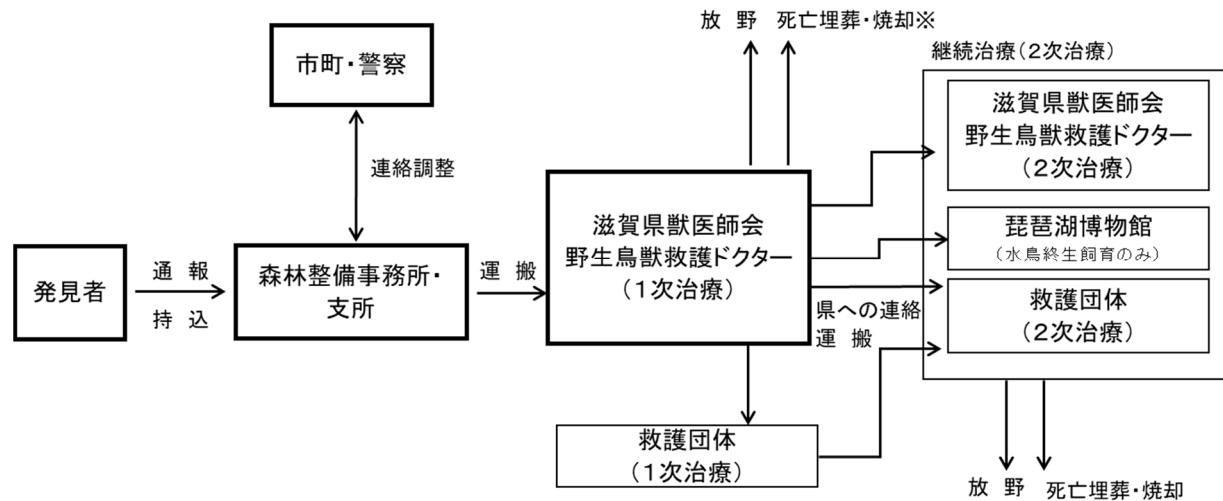 放 野 死亡埋葬・焼却※
継続治療(2次治療)
市町・警察
滋賀県獣医師会
野生鳥獣救護ドクター
(2次治療)
連絡調整
滋賀県獣医師会
野生鳥獣救護ドクター
(1次治療)
琵琶湖博物館
(水鳥終生飼育のみ)
発見者
通 報
持 込
森林整備事務所・
支所
運 搬
県への連絡
運 搬
救護団体
(2次治療)
救護団体
(1次治療)
放 野 死亡埋葬・焼却